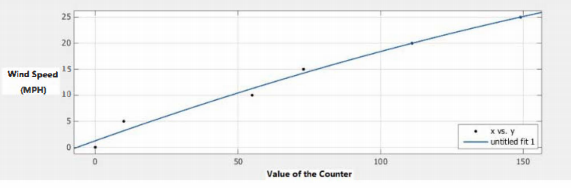 25
20
Wind Speed 15
(MPH) 10
5
0
0 50 100 150
Value of the Counter
x vs. y
untitled fit 1